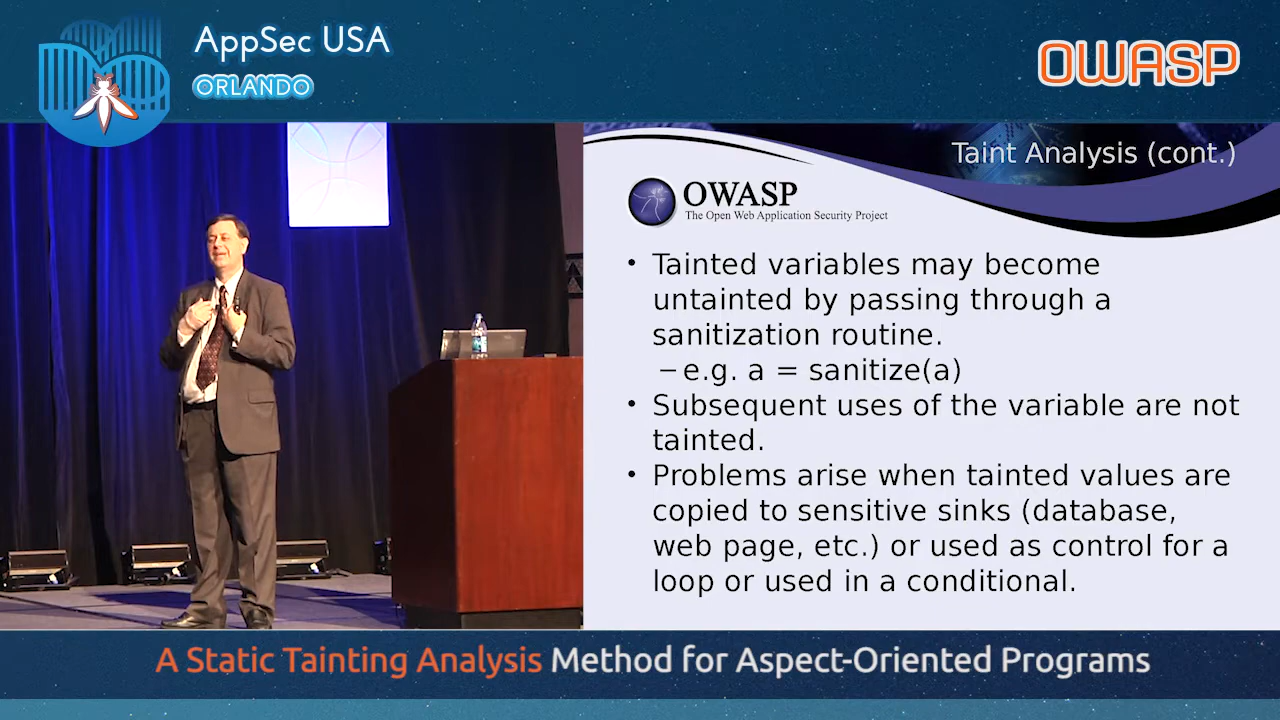 AppSec USA
ORLANDO
OWASP
Taint Analysis (cont.)
OWASP
The Open Web Application Security Project
• Tainted variables may become
untainted by passing through a
sanitization routine.
– e.g. a = sanitize(a)
• Subsequent uses of the variable are not
tainted.
• Problems arise when tainted values are
copied to sensitive sinks (database,
web page, etc.) or used as control for a
loop or used in a conditional.
A Static Tainting Analysis Method for Aspect-Oriented Programs